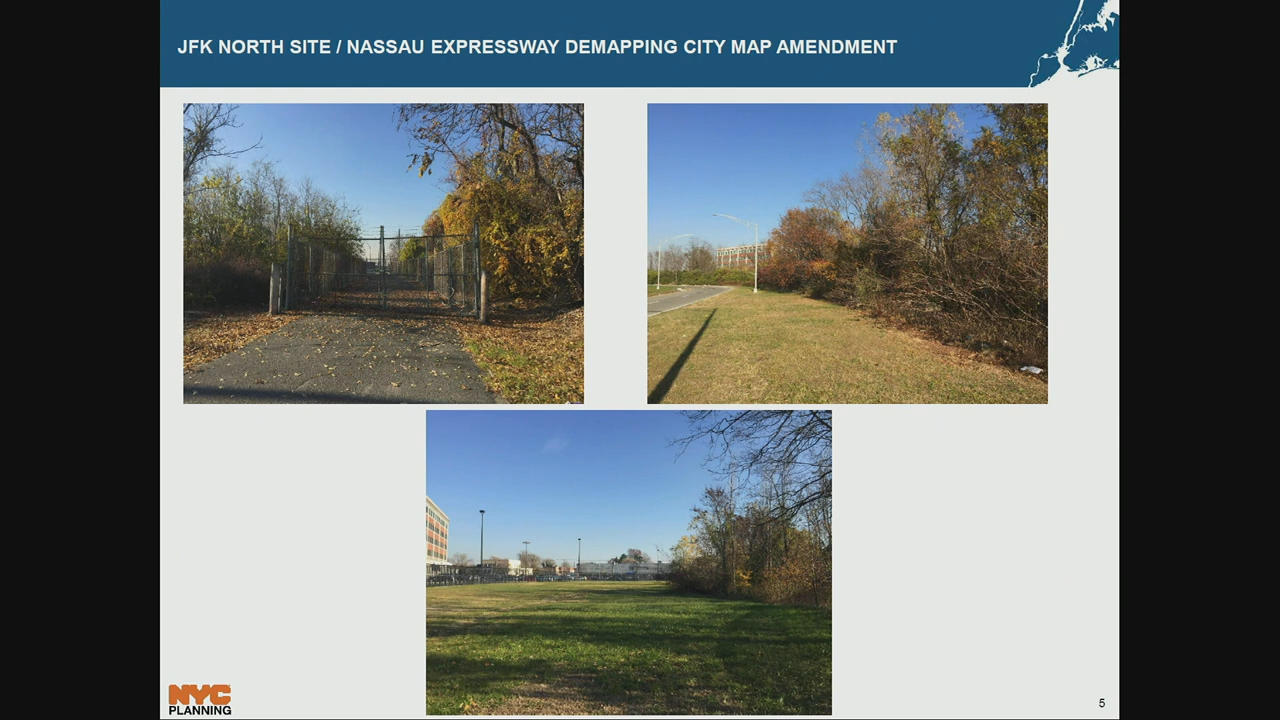 JFK NORTH SITE / NASSAU EXPRESSWAY DEMAPPING CITY MAP AMENDMENT
NYC
PLANNING
5